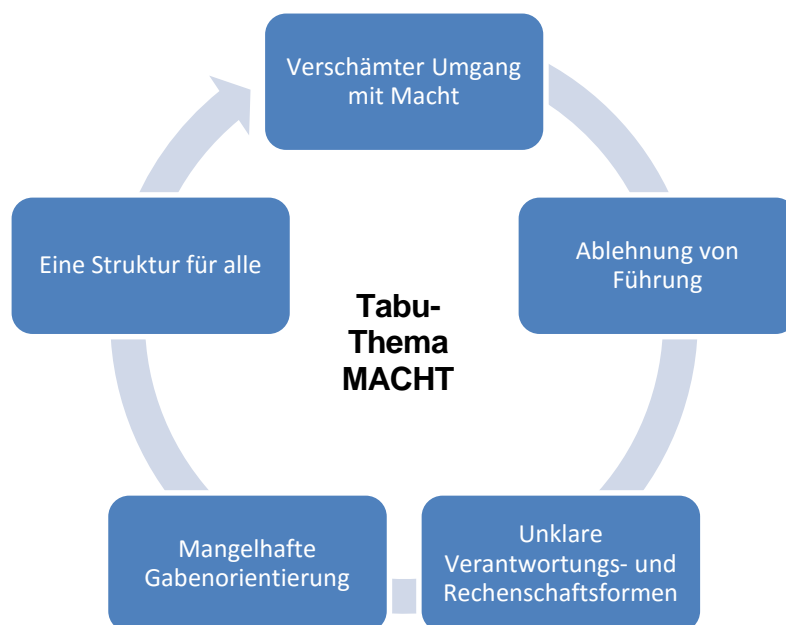 Verschämter Umgang
mit Macht
Ablehnung von
Führung
Unklare
Verantwortungs- und
Rechenschaftsformen
Mangelhafte
Gabenorientierung
Eine Struktur für alle
Tabu-
Thema
MACHT